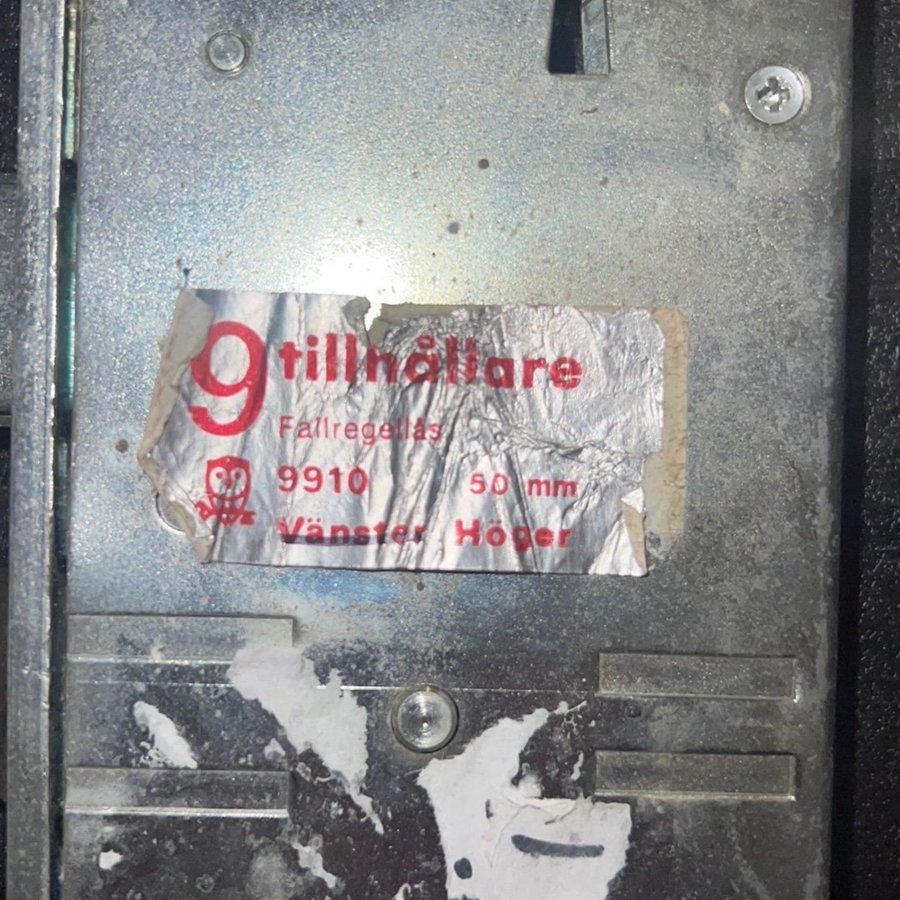 9 tillhållare
Fallregellås
9910 50 mm
Vänster Höger